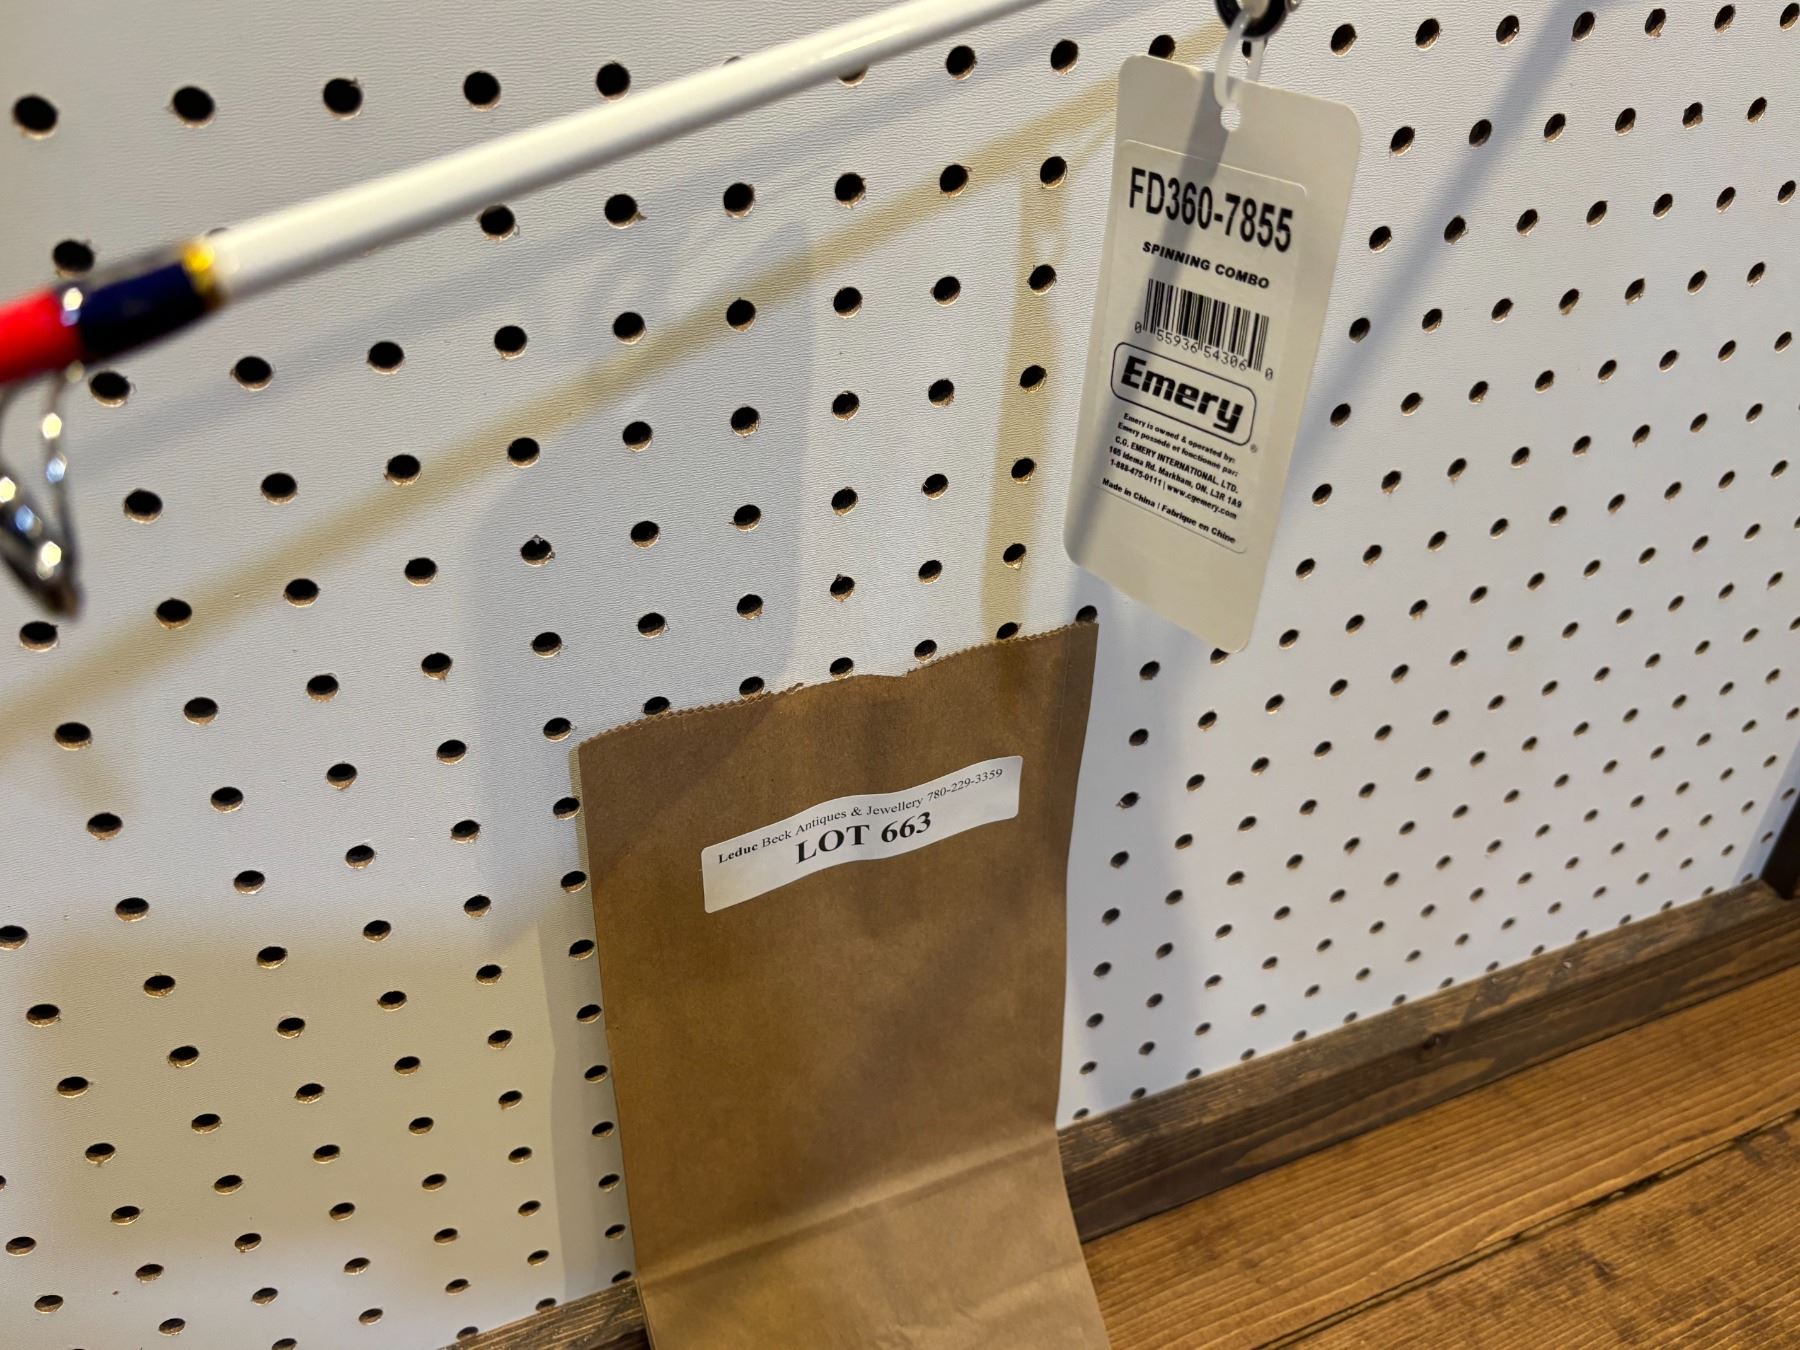 FD360-7855
SPINNING COMBO
0 55936 54306 0
Emery®
Emery is owned & operated by:
Emery possède et fonctionné par:
C.G. EMERY INTERNATIONAL. LTD.
165 Idema Rd. Markham, ON. L3R 1A9
1-888-475-0111 | www.cgemery.com
Made in China / Fabrique en Chine
Leduc Beck Antiques & Jewellery 780-229-3359
LOT 663